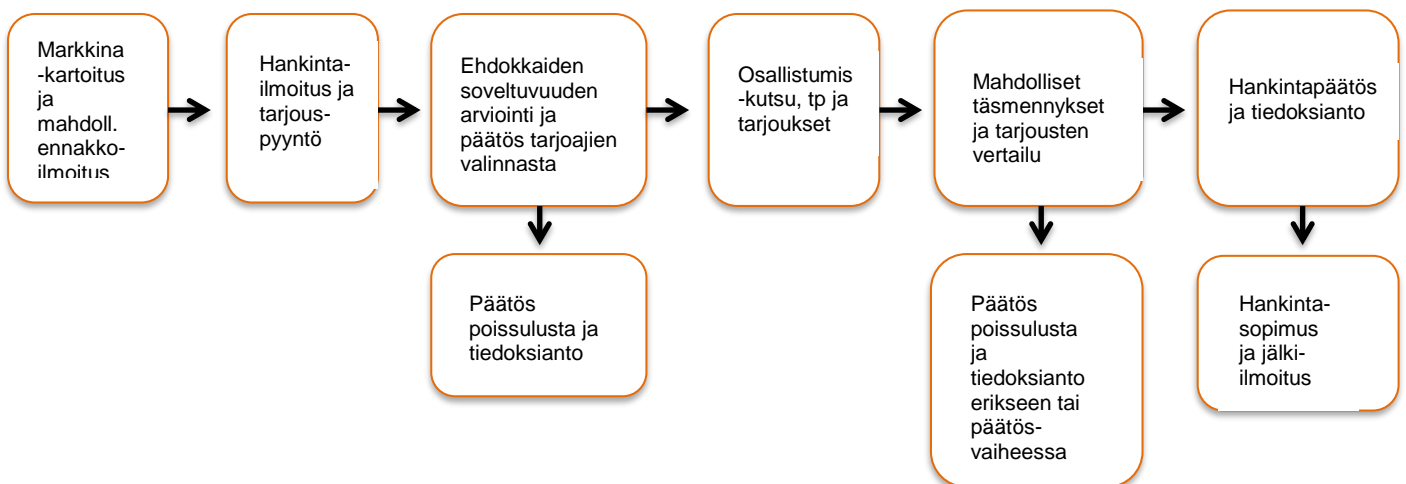 Markkina
-kartoitus
ja
mahdoll.
ennakko-
ilmoitus
Hankinta-
ilmoitus ja
tarjous-
pyyntö
Ehdokkaiden
soveltuvuuden
arviointi ja
päätös tarjoajien
valinnasta
Osallistumis
-kutsu, tp ja
tarjoukset
Mahdolliset
täsmennykset
ja tarjousten
vertailu
Hankintapäätös
ja tiedoksianto
Päätös
poissulusta ja
tiedoksianto
Päätös
poissulusta
ja
tiedoksianto
erikseen tai
päätös-
vaiheessa
Hankinta-
sopimus
ja jälki-
ilmoitus